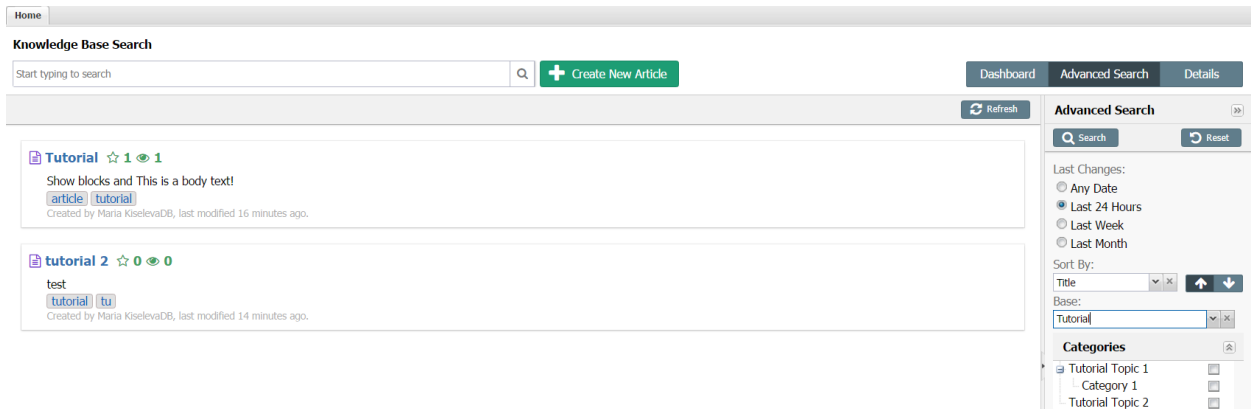 Home
Knowledge Base Search
Start typing to search
Create New Article
Dashboard Advanced Search Details
Refresh
Tutorial 1 1
Show blocks and This is a body text!
article tutorial
Created by Maria KiselevaDB, last modified 16 minutes ago.
tutorial 2 0 0
test
tutorial tu
Created by Maria KiselevaDB, last modified 14 minutes ago.
Advanced Search
Search Reset
Last Changes:
Any Date
Last 24 Hours
Last Week
Last Month
Sort By:
Title
Base:
Tutorial
Categories
Tutorial Topic 1
Category 1
Tutorial Topic 2